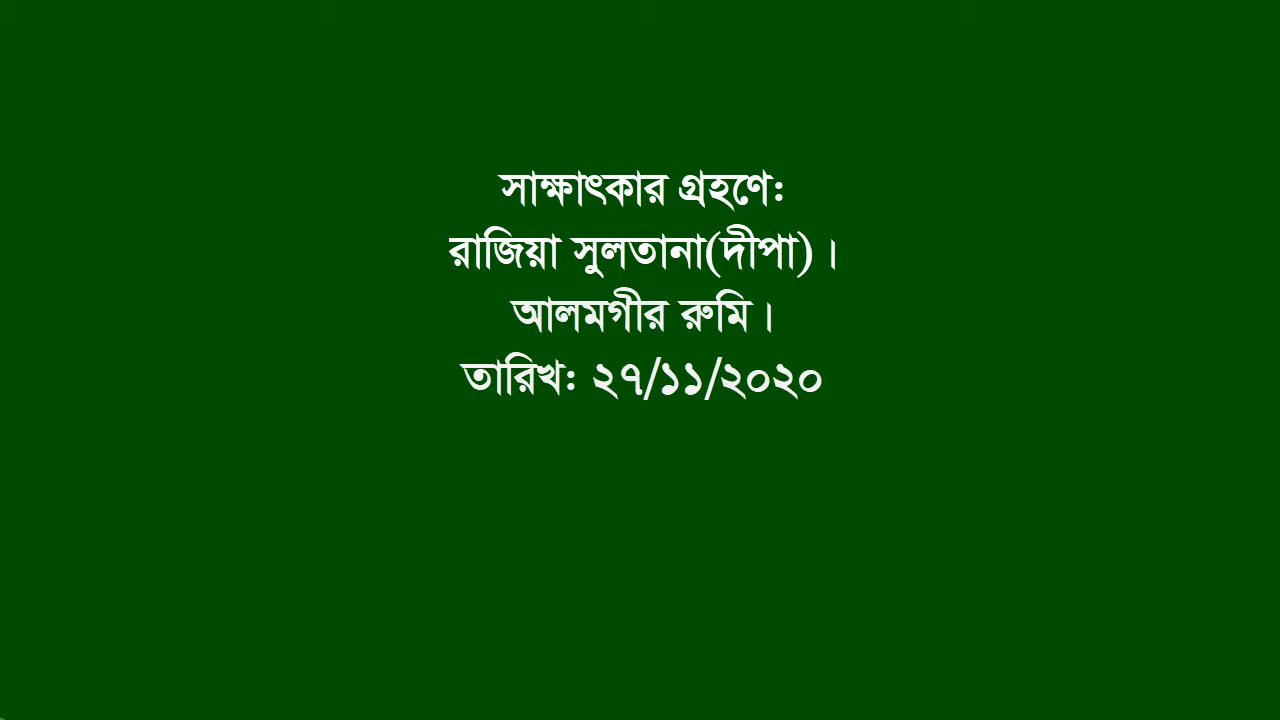 সাক্ষাৎকার গ্রহণে:
রাজিয়া সুলতানা(দীপা)।
আলমগীর রুমি।
তারিখ: ২৭/১১/২০২০